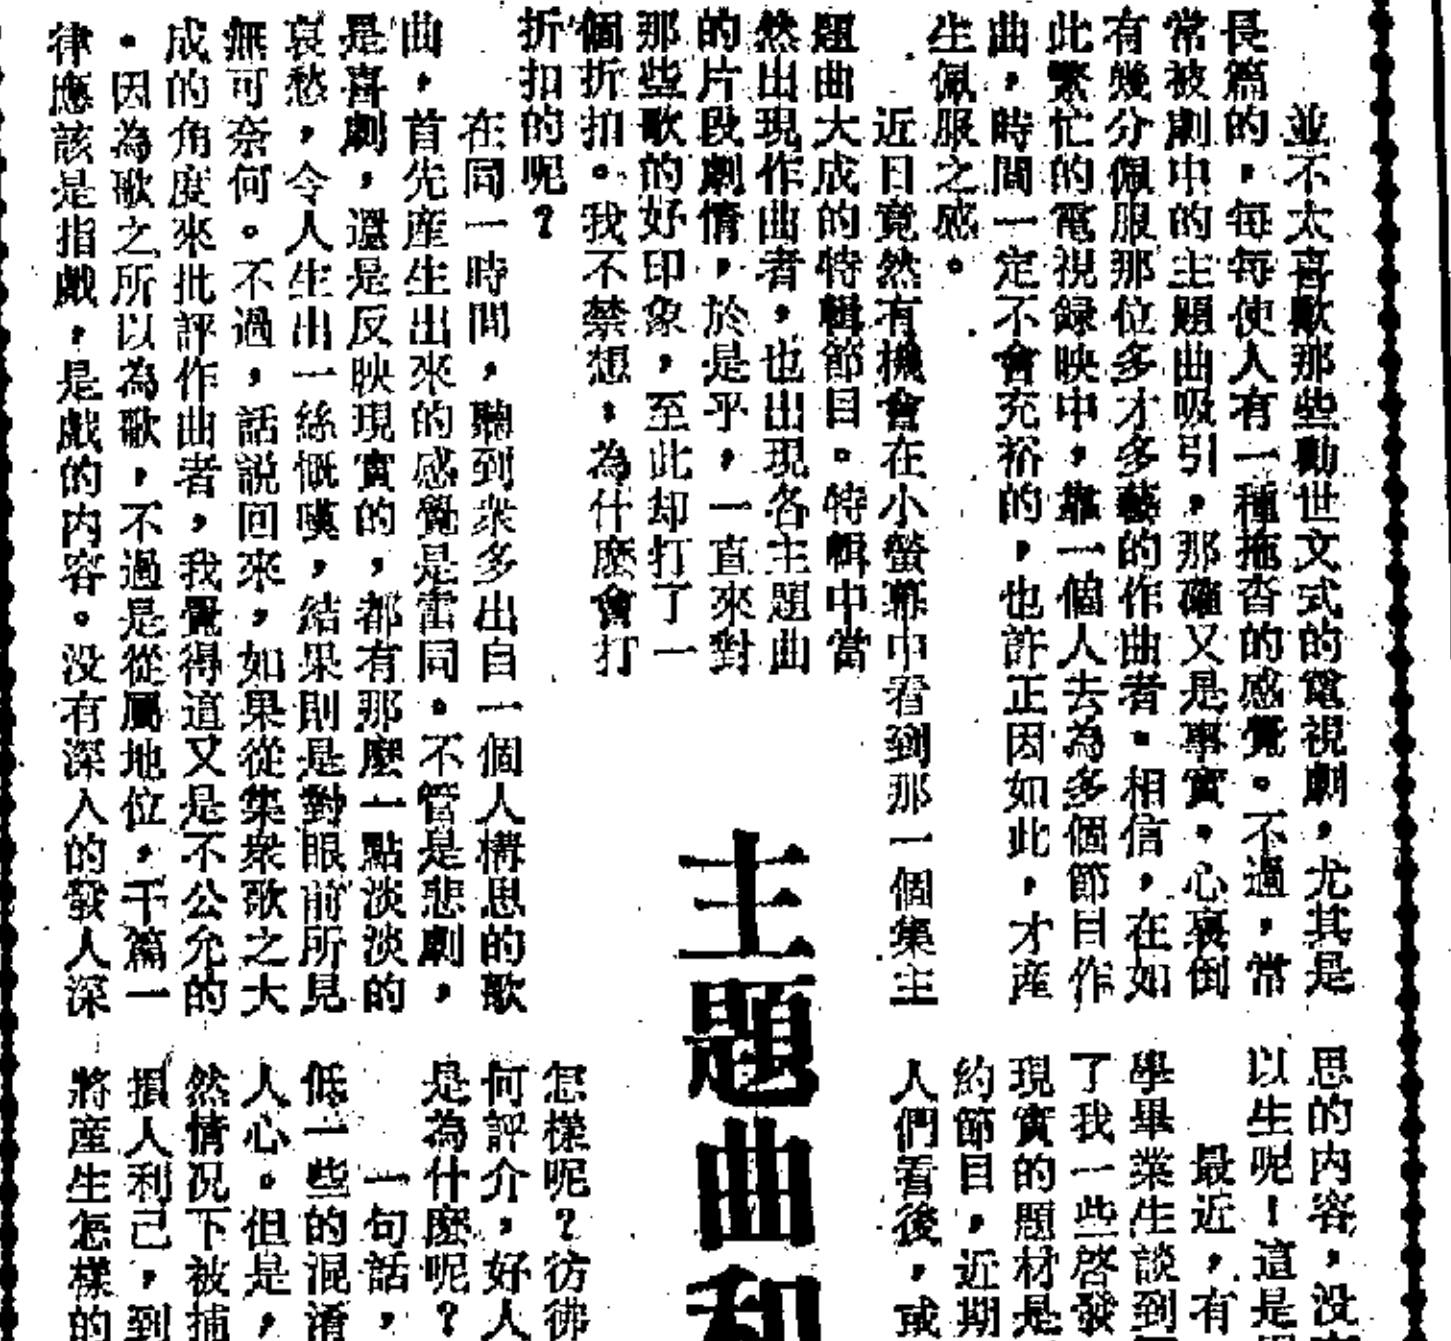 主題曲和
並不太喜歡那些勸世文式的電視劇，尤其是
長篇的，每每使人有一種拖沓的感覺。不過，常
常被劇中的主題曲吸引，那確又是事實。心裏倒
有幾分佩服那位多才多藝的作曲者。相信，在如
此繁忙的電視録映中，靠一個人去為多個節目作
曲，時間一定不會充裕的，也許正因如此，才産
生佩服之感。
近日竟然有機會在小螢幕中看到那一個集主
題曲大成的特輯節目。特輯中當
然出現作曲者，也出現各主題曲
的片段劇情，於是乎，一直來對
那些歌的好印象，至此却打了一
個折扣。我不禁想，為什麼會打
折扣的呢？
在同一時間，聽到衆多出自一個人構思的歌
曲，首先産生出來的感覺是雷同。不管是悲劇，
是喜劇，還是反映現實的，都有那麼一點淡淡的
哀愁，令人生出一絲慨嘆，結果則是對眼前所見
無可奈何。不過，話説回來，如果從集衆歌之大
成的角度來批評作曲者，我覺得這又是不公允的
。因為歌之所以為歌，不過是從屬地位，千篇一
律應該是指戲，是戲的内容。没有深入的發人深
思的内容，没
以生呢！這是
最近，有
學畢業生談到
了我一些啓發
現實的題材是
約節目，近期
人們看後，或
怎樣呢？彷彿
何評介，好人
是為什麼呢？
一句話，
低一些的混淆
人心。但是，
然情况下被捕
損人利己，到
將産生怎樣的